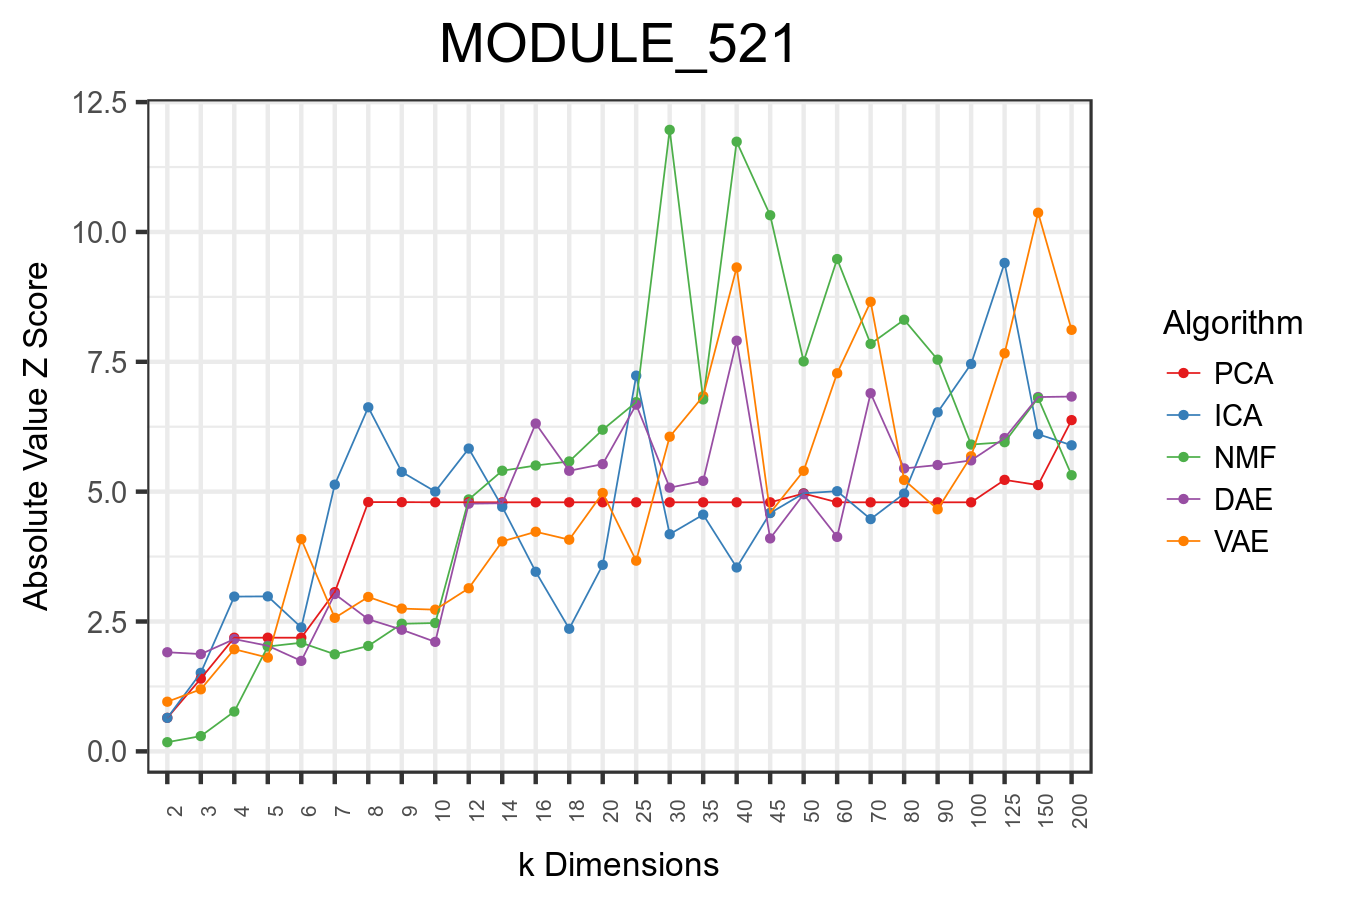 MODULE_521
Absolute Value Z Score
12.5
10.0
7.5
5.0
2.5
0.0
2 3 4 5 6 7 8 9 10 12 14 16 18 20 25 30 35 40 45 50 60 70 80 90 100 125 150 200
k Dimensions
Algorithm
PCA
ICA
NMF
DAE
VAE